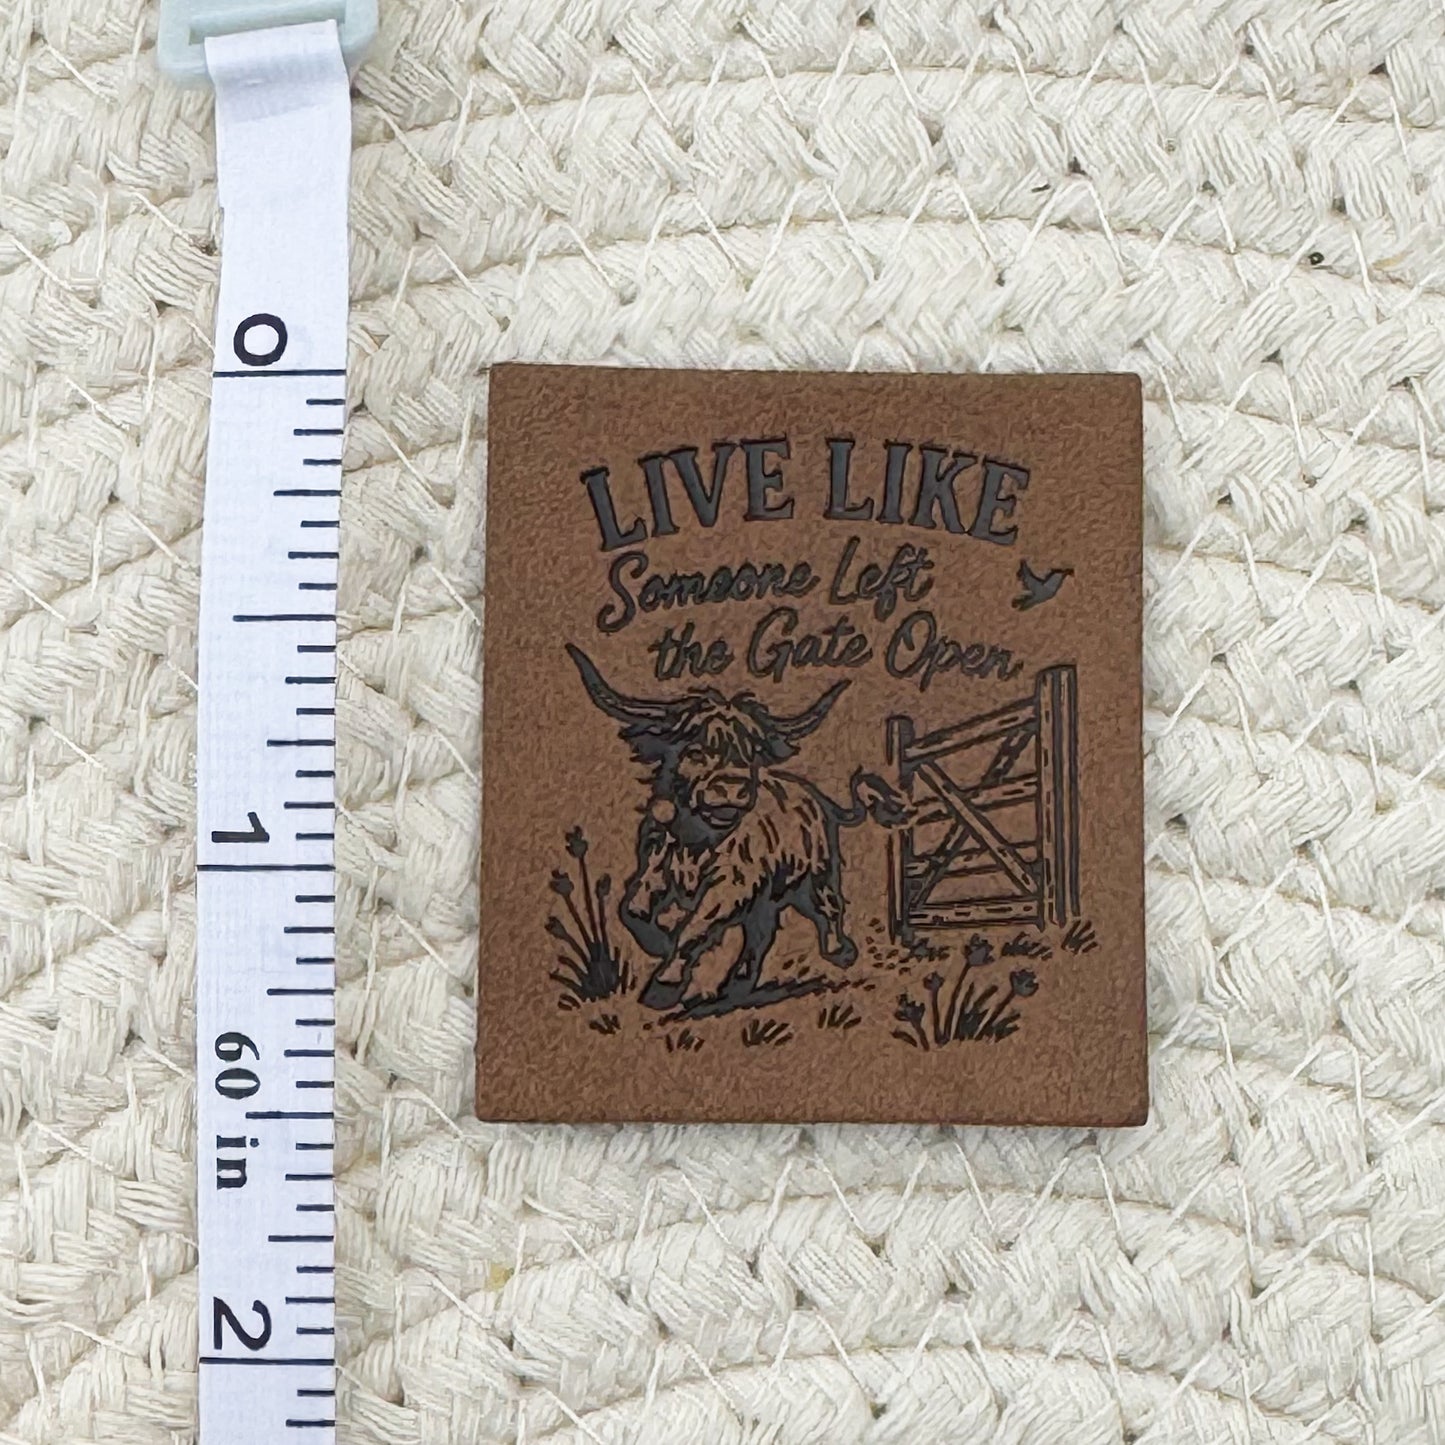 0
1
60 in
2
LIVE LIKE
Someone Left
the Gate Open